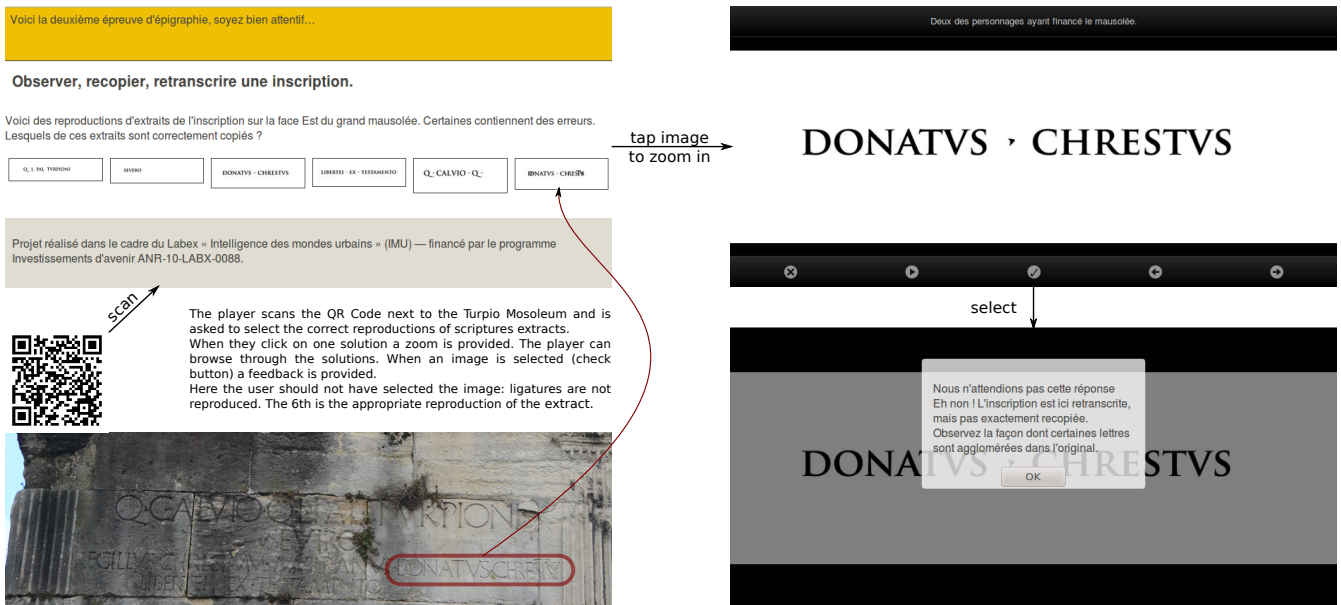 Voici la deuxième épreuve d'épigraphie, soyez bien attentif...
Observer, recopier, retranscrire une inscription.
Voici des reproductions d'extraits de l'inscription sur la face Est du grand mausolée. Certaines contiennent des erreurs.
Lesquels de ces extraits sont correctement copiés ?
Q. L PAL TVRPIONI
SEVERO
DONATVS · CHRESTVS
LIBERTEI · EX · TESTAMENTO
Q · CALVIO · Q ·
Projet réalisé dans le cadre du Labex « Intelligence des mondes urbains » (IMU) — financé par le programme
Investissements d'avenir ANR-10-LABX-0088.
scan
The player scans the QR Code next to the Turpio Mosoleum and is
asked to select the correct reproductions of scriptures extracts.
When they click on one solution a zoom is provided. The player can
browse through the solutions. When an image is selected (check
button) a feedback is provided.
Here the user should not have selected the image: ligatures are not
reproduced. The 6th is the appropriate reproduction of the extract.
tap image
to zoom in
Deux des personnages ayant financé le mausolée.
DONATVS · CHRESTVS
select
Nous n'attendions pas cette réponse
Eh non ! L'inscription est ici retranscrite,
mais pas exactement recopiée.
Observez la façon dont certaines lettres
sont agglomérées dans l'original.
OK
DONATVS · CHRESTVS